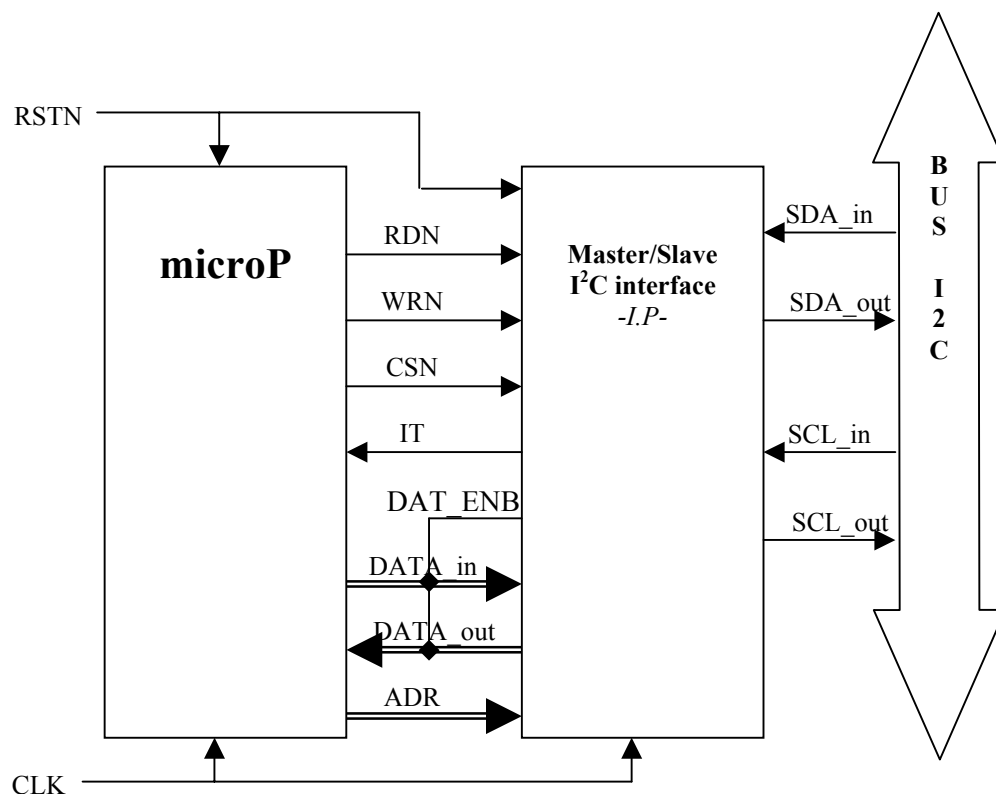 RSTN
microP
RDN
WRN
CSN
IT
DAT_ENB
DATA_in
DATA_out
ADR
CLK
Master/Slave
I²C interface
-I.P-
SDA_in
SDA_out
SCL_in
SCL_out
B
U
S
I
2
C